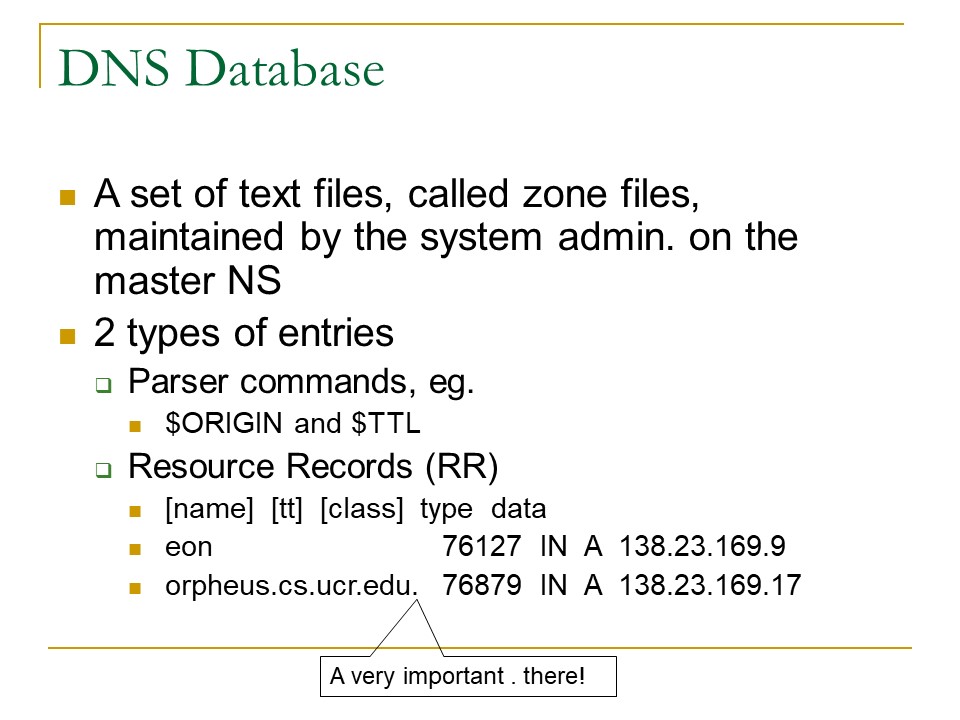 DNS Database
A set of text files, called zone files,
maintained by the system admin. on the
master NS
2 types of entries
Parser commands, eg.
$ORIGIN and $TTL
Resource Records (RR)
[name] [tt] [class] type data
eon 76127 IN A 138.23.169.9
orpheus.cs.ucr.edu. 76879 IN A 138.23.169.17
A very important . there!